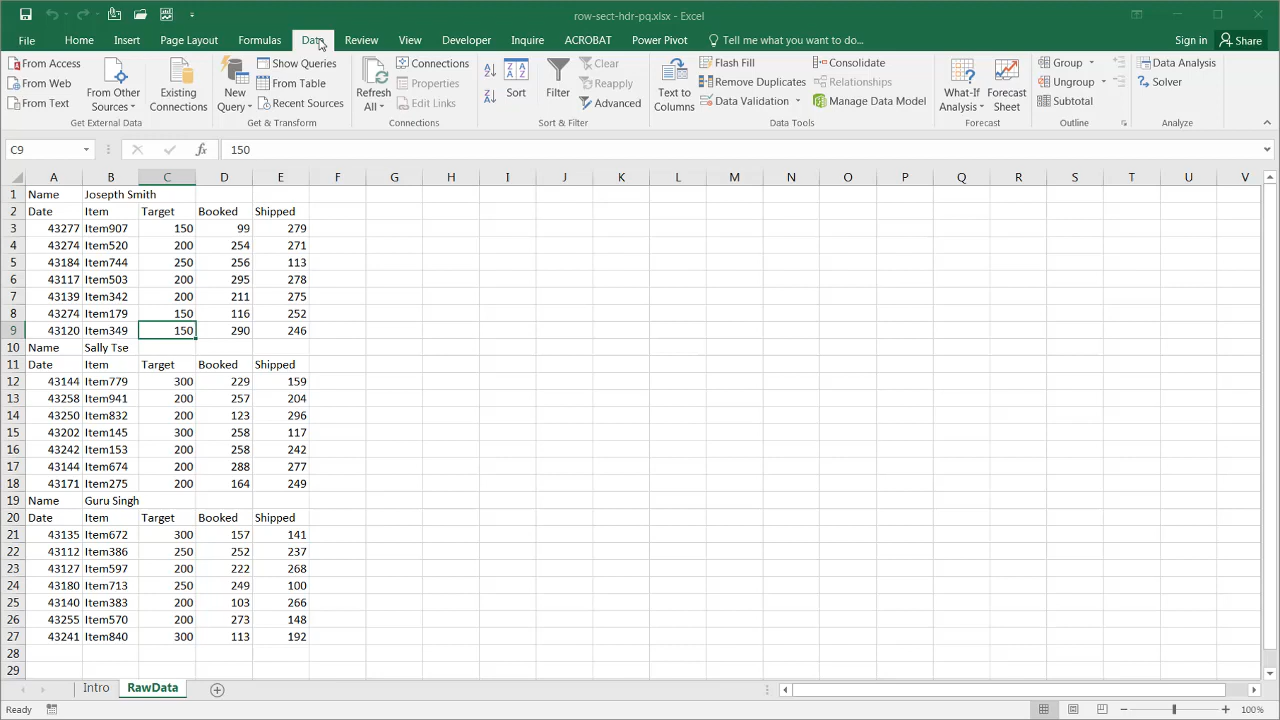 row-sect-hdr-pq.xlsx - Excel
File Home Insert Page Layout Formulas Data Review View Developer Inquire ACROBAT Power Pivot Tell me what you want to do... Sign in Share
From Access
From Web
From Text
From Other Sources
Existing Connections
Get External Data
New Query
Show Queries
From Table
Recent Sources
Get & Transform
Refresh All
Connections
Properties
Edit Links
Connections
Sort
Filter
Clear
Reapply
Advanced
Sort & Filter
Text to Columns
Flash Fill
Remove Duplicates
Data Validation
Consolidate
Relationships
Manage Data Model
Data Tools
What-If Analysis
Forecast Sheet
Forecast
Group
Ungroup
Subtotal
Outline
Data Analysis
Solver
Analyze
C9 fx 150
A B C D E F G H I J K L M N O P Q R S T U V
1 Name Josepth Smith
2 Date Item Target Booked Shipped
3 43277 Item907 150 99 279
4 43274 Item520 200 254 271
5 43184 Item744 250 256 113
6 43117 Item503 200 295 278
7 43139 Item342 200 211 275
8 43274 Item179 150 116 252
9 43120 Item349 150 290 246
10 Name Sally Tse
11 Date Item Target Booked Shipped
12 43144 Item779 300 229 159
13 43258 Item941 200 257 204
14 43250 Item832 200 123 296
15 43202 Item145 300 258 117
16 43242 Item153 200 258 242
17 43144 Item674 200 288 277
18 43171 Item275 200 164 249
19 Name Guru Singh
20 Date Item Target Booked Shipped
21 43135 Item672 300 157 141
22 43112 Item386 250 252 237
23 43127 Item597 200 222 268
24 43180 Item713 250 249 100
25 43140 Item383 200 103 266
26 43255 Item570 200 273 148
27 43241 Item840 300 113 192
28
29
Intro RawData
Ready 100%